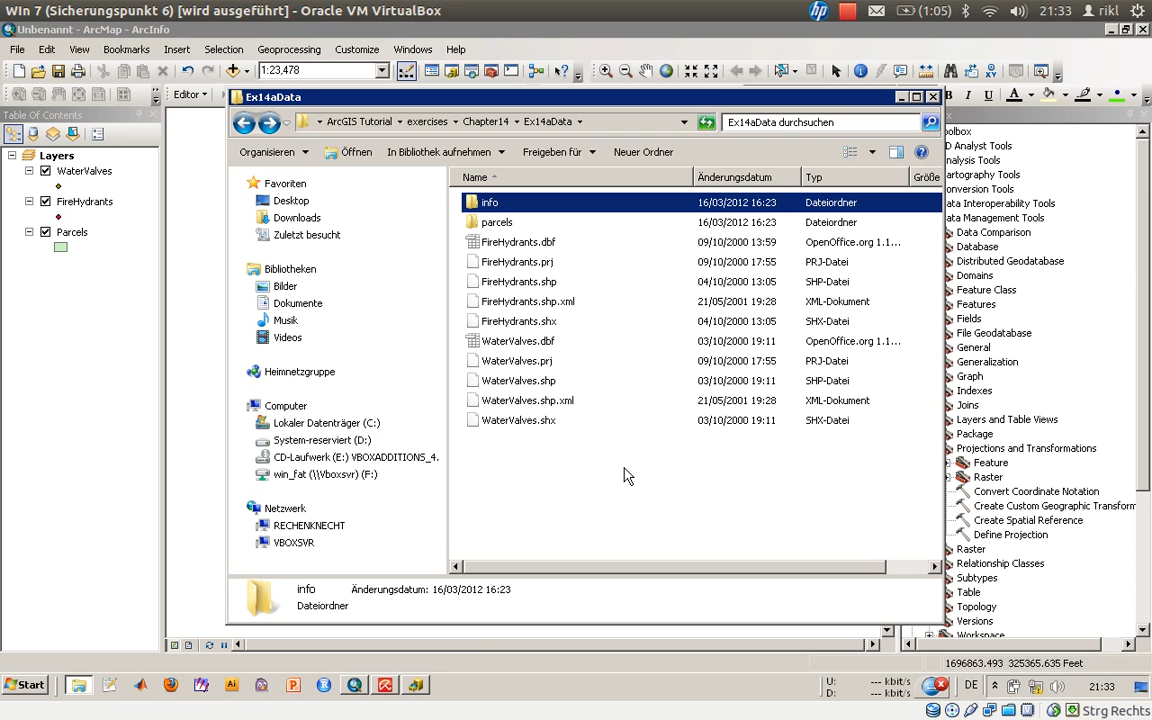 WIn 7 (Sicherungspunkt 6) [wird ausgeführt] - Oracle VM VirtualBox
(1:05)
21:33
rikl
Unbenannt - ArcMap - ArcInfo
File Edit View Bookmarks Insert Selection Geoprocessing Customize Windows Help
1:23,478
Editor
B I U A
Table Of Contents
Layers
WaterValves
FireHydrants
Parcels
Ex14aData
ArcGIS Tutorial exercises Chapter14 Ex14aData
Ex14aData durchsuchen
Organisieren Öffnen In Bibliothek aufnehmen Freigeben für Neuer Ordner
Name Änderungsdatum Typ Größe
info 16/03/2012 16:23 Dateiordner
parcels 16/03/2012 16:23 Dateiordner
FireHydrants.dbf 09/10/2000 13:59 OpenOffice.org 1.1...
FireHydrants.prj 09/10/2000 17:55 PRJ-Datei
FireHydrants.shp 04/10/2000 13:05 SHP-Datei
FireHydrants.shp.xml 21/05/2001 19:28 XML-Dokument
FireHydrants.shx 04/10/2000 13:05 SHX-Datei
WaterValves.dbf 03/10/2000 19:11 OpenOffice.org 1.1...
WaterValves.prj 09/10/2000 17:55 PRJ-Datei
WaterValves.shp 03/10/2000 19:11 SHP-Datei
WaterValves.shp.xml 21/05/2001 19:28 XML-Dokument
WaterValves.shx 03/10/2000 19:11 SHX-Datei
Favoriten
Desktop
Downloads
Zuletzt besucht
Bibliotheken
Bilder
Dokumente
Musik
Videos
Heimnetzgruppe
Computer
Lokaler Datenträger (C:)
System-reserviert (D:)
CD-Laufwerk (E:) VBOXADDITIONS_4.
win_fat (\\Vboxsvr) (F:)
Netzwerk
RECHENKNECHT
VBOXSVR
info Änderungsdatum: 16/03/2012 16:23
Dateiordner
oolbox
D Analyst Tools
nalysis Tools
artography Tools
onversion Tools
ata Interoperability Tools
ata Management Tools
Data Comparison
Database
Distributed Geodatabase
Domains
Feature Class
Features
Fields
File Geodatabase
General
Generalization
Graph
Indexes
Joins
Layers and Table Views
Package
Projections and Transformations
Feature
Raster
Convert Coordinate Notation
Create Custom Geographic Transform
Create Spatial Reference
Define Projection
Raster
Relationship Classes
Subtypes
Table
Topology
Versions
Workspace
1696863.493 325365.635 Feet
Start
U: --- kbit/s
D: --- kbit/s
DE
21:33
Strg Rechts